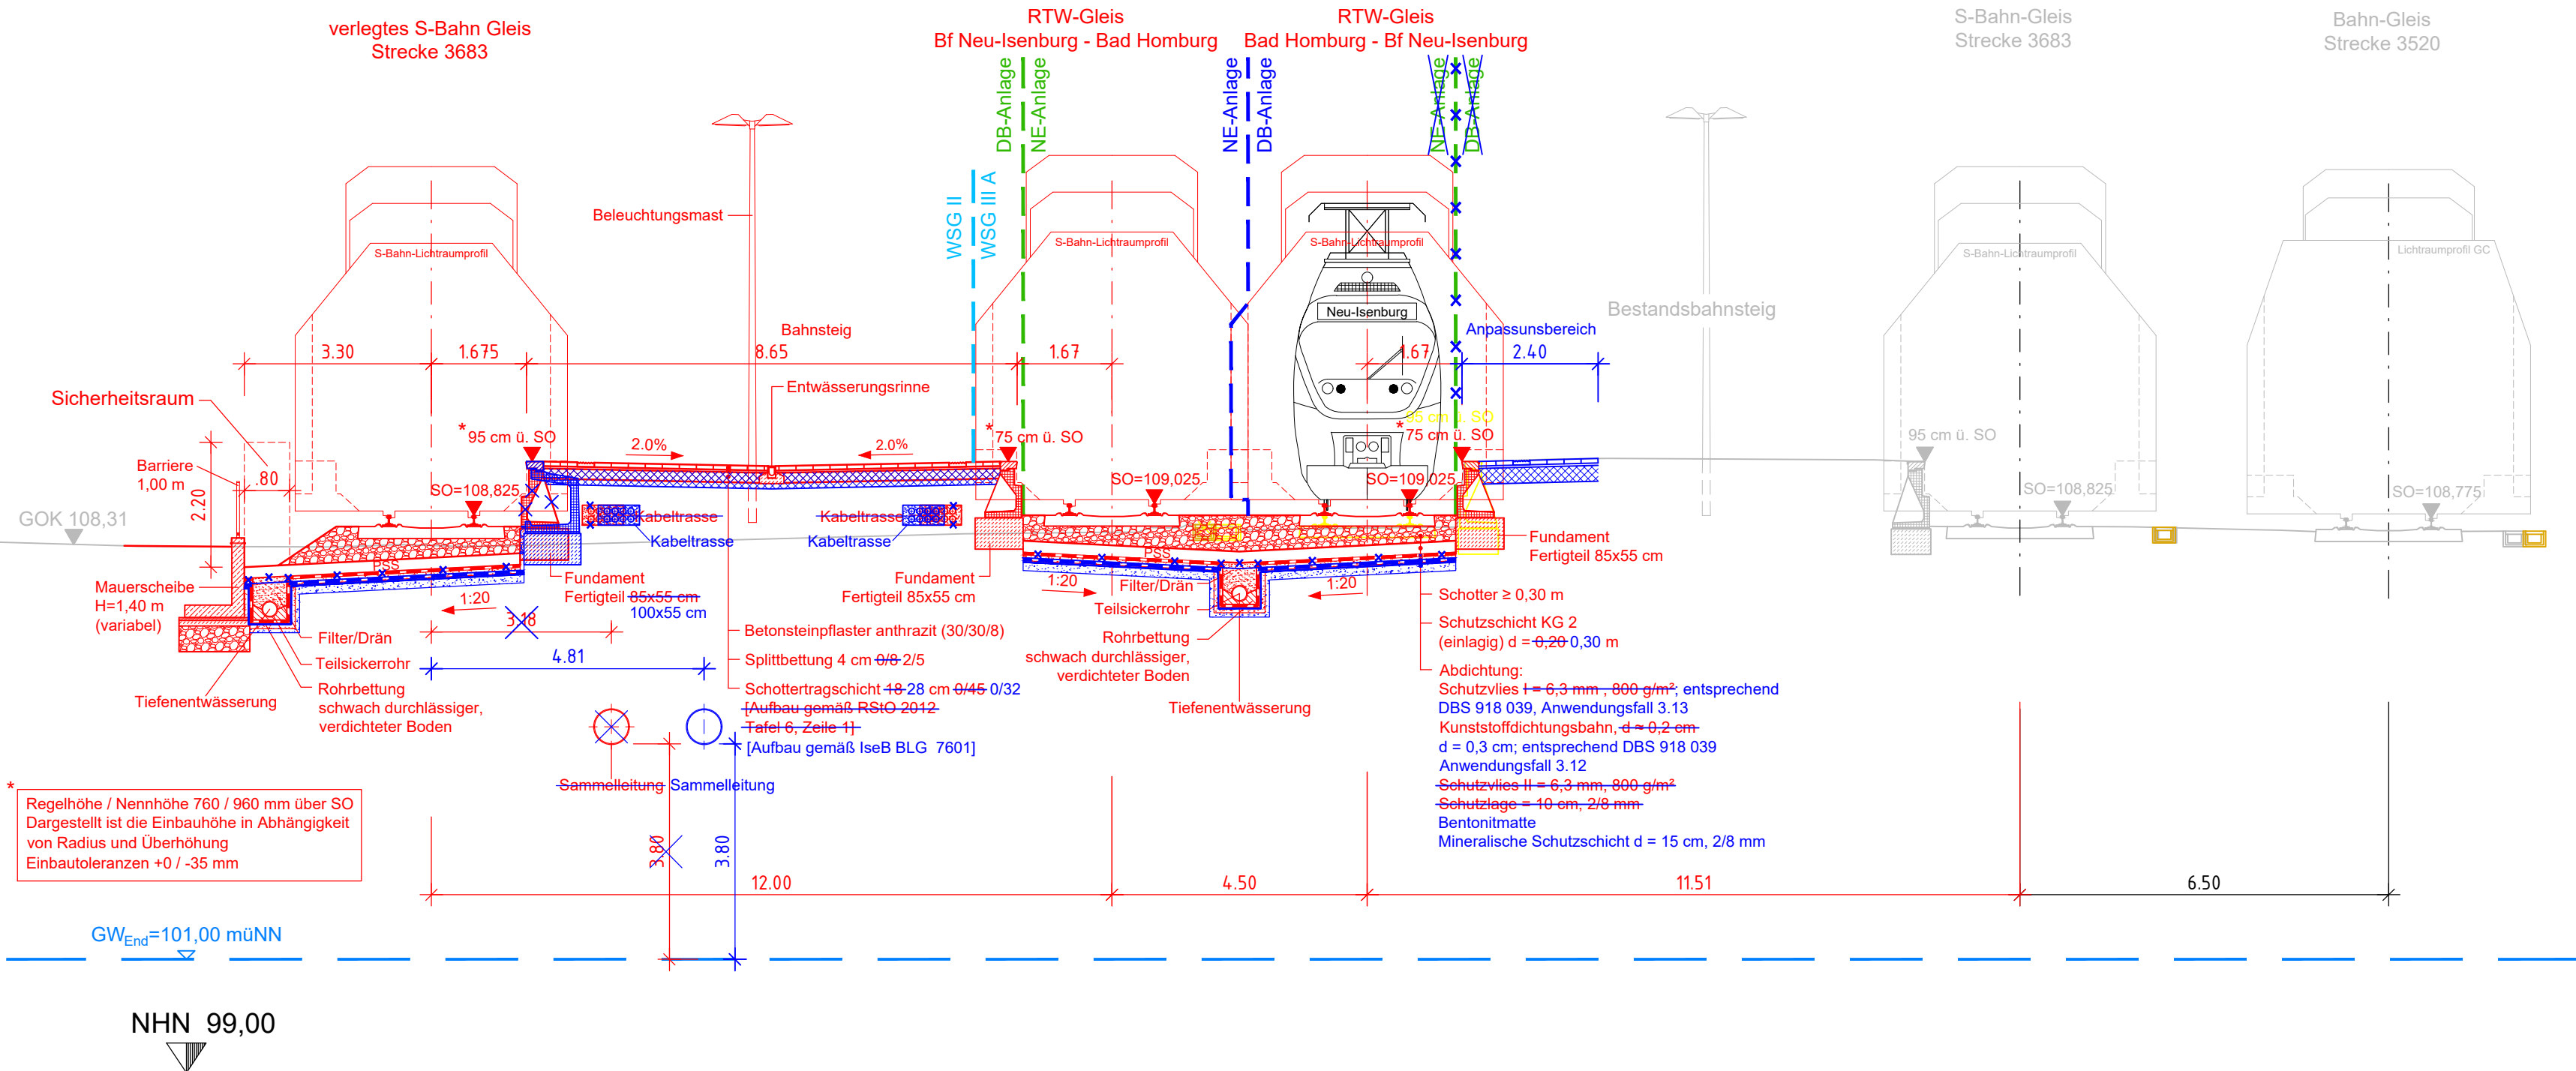 verlegtes S-Bahn Gleis
Strecke 3683
RTW-Gleis
Bf Neu-Isenburg - Bad Homburg
RTW-Gleis
Bad Homburg - Bf Neu-Isenburg
S-Bahn-Gleis
Strecke 3683
Bahn-Gleis
Strecke 3520
DB-Anlage
NE-Anlage
NE-Anlage
DB-Anlage
NE-Anlage
DB-Anlage
WSG II
WSG III A
Beleuchtungsmast
S-Bahn-Lichtraumprofil
S-Bahn-Lichtraumprofil
S-Bahn-Lichtraumprofil
S-Bahn-Lichtraumprofil
Lichtraumprofil GC
Neu-Isenburg
Bestandsbahnsteig
Bahnsteig
Anpassunsbereich
3.30
1.675
8.65
1.67
1.67
2.40
Entwässerungsrinne
Sicherheitsraum
95 cm ü. SO
* 95 cm ü. SO
2.0%
2.0%
* 75 cm ü. SO
* 75 cm ü. SO
95 cm ü. SO
Barriere
1,00 m
.80
2.20
SO=108,825
SO=109,025
SO=109,025
SO=108,825
SO=108,775
GOK 108,31
Kabeltrasse
Kabeltrasse
Kabeltrasse
Kabeltrasse
PSS
PSS
Fundament
Fertigteil 85x55 cm
Mauerscheibe
H=1,40 m
(variabel)
1:20
Fundament
Fertigteil 85x55 cm
100x55 cm
Fundament
Fertigteil 85x55 cm
1:20
1:20
Filter/Drän
Teilsickerrohr
Rohrbettung
schwach durchlässiger,
verdichteter Boden
Tiefenentwässerung
3.18
4.81
Filter/Drän
Teilsickerrohr
Rohrbettung
schwach durchlässiger,
verdichteter Boden
Tiefenentwässerung
Betonsteinpflaster anthrazit (30/30/8)
Splittbettung 4 cm 0/8 2/5
Schottertragschicht 18 28 cm 0/45 0/32
[Aufbau gemäß RStO 2012
Tafel 6, Zeile 1]
[Aufbau gemäß IseB BLG 7601]
Sammelleitung Sammelleitung
Schotter ≥ 0,30 m
Schutzschicht KG 2
(einlagig) d = 0,20 0,30 m
Abdichtung:
Schutzvlies I = 6,3 mm , 800 g/m²; entsprechend
DBS 918 039, Anwendungsfall 3.13
Kunststoffdichtungsbahn, d ≈ 0,2 cm
d = 0,3 cm; entsprechend DBS 918 039
Anwendungsfall 3.12
Schutzvlies II = 6,3 mm, 800 g/m²
Schutzlage = 10 cm, 2/8 mm
Bentonitmatte
Mineralische Schutzschicht d = 15 cm, 2/8 mm
*
Regelhöhe / Nennhöhe 760 / 960 mm über SO
Dargestellt ist die Einbauhöhe in Abhängigkeit
von Radius und Überhöhung
Einbautoleranzen +0 / -35 mm
3.80
3.80
12.00
4.50
11.51
6.50
GWEnd=101,00 müNN
NHN 99,00